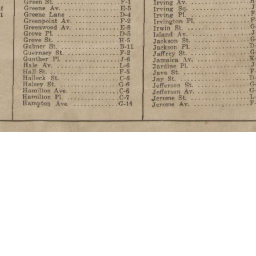 Green St. F-1
Greene Av. E-5
Greene Lane D-4
Greenpoint Av. F-2
Greenwood Av. E-8
Grove Pl. D-5
Grove St. H-5
Gubner St. B-11
Guernsey St. F-2
Gunther Pl. J-6
Hale Av. L-6
Hall St. F-5
Halleck St. C-6
Halsey St. G-6
Hamilton Ave. C-6
Hamilton Pl. C-7
Hampton Ave. G-14
Irving Av.
Irving Sq.
Irving Pl.
Irvington Pl.
Irwin St.
Island Av.
Jackson St.
Jackson Pl.
Jaffrey St.
Jamaica Av.
Jardine Pl.
Java St.
Jay St.
Jefferson St.
Jefferson Av.
Jerome St.
Jerome Av.